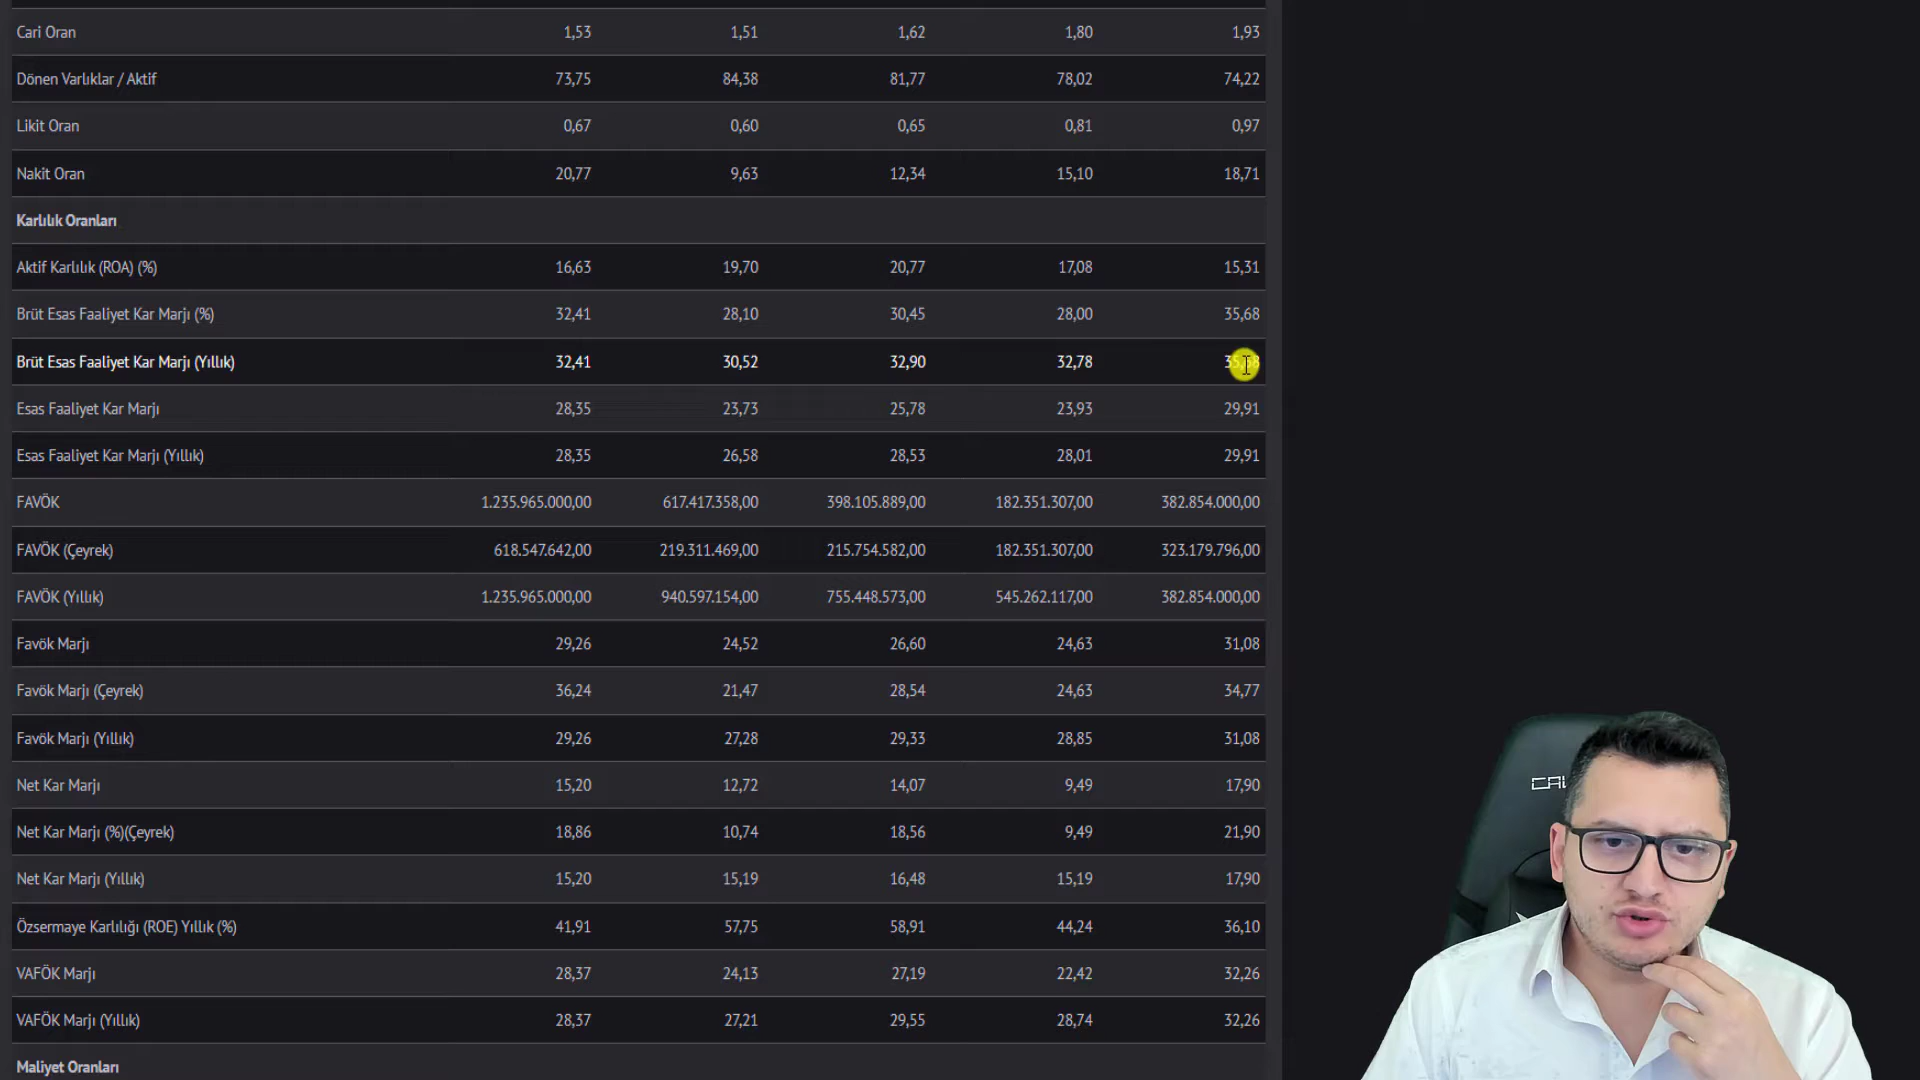 Cari Oran 1,53 1,51 1,62 1,80 1,93
Dönen Varlıklar / Aktif 73,75 84,38 81,77 78,02 74,22
Likit Oran 0,67 0,60 0,65 0,81 0,97
Nakit Oran 20,77 9,63 12,34 15,10 18,71
Karlılık Oranları
Aktif Karlılık (ROA) (%) 16,63 19,70 20,77 17,08 15,31
Brüt Esas Faaliyet Kar Marjı (%) 32,41 28,10 30,45 28,00 35,68
Brüt Esas Faaliyet Kar Marjı (Yıllık) 32,41 30,52 32,90 32,78 35,68
Esas Faaliyet Kar Marjı 28,35 23,73 25,78 23,93 29,91
Esas Faaliyet Kar Marjı (Yıllık) 28,35 26,58 28,53 28,01 29,91
FAVÖK 1.235.965.000,00 617.417.358,00 398.105.889,00 182.351.307,00 382.854.000,00
FAVÖK (Çeyrek) 618.547.642,00 219.311.469,00 215.754.582,00 182.351.307,00 323.179.796,00
FAVÖK (Yıllık) 1.235.965.000,00 940.597.154,00 755.448.573,00 545.262.117,00 382.854.000,00
Favök Marjı 29,26 24,52 26,60 24,63 31,08
Favök Marjı (Çeyrek) 36,24 21,47 28,54 24,63 34,77
Favök Marjı (Yıllık) 29,26 27,28 29,33 28,85 31,08
Net Kar Marjı 15,20 12,72 14,07 9,49 17,90
Net Kar Marjı (%)(Çeyrek) 18,86 10,74 18,56 9,49 21,90
Net Kar Marjı (Yıllık) 15,20 15,19 16,48 15,19 17,90
Özsermaye Karlılığı (ROE) Yıllık (%) 41,91 57,75 58,91 44,24 36,10
VAFÖK Marjı 28,37 24,13 27,19 22,42 32,26
VAFÖK Marjı (Yıllık) 28,37 27,21 29,55 28,74 32,26
Maliyet Oranları